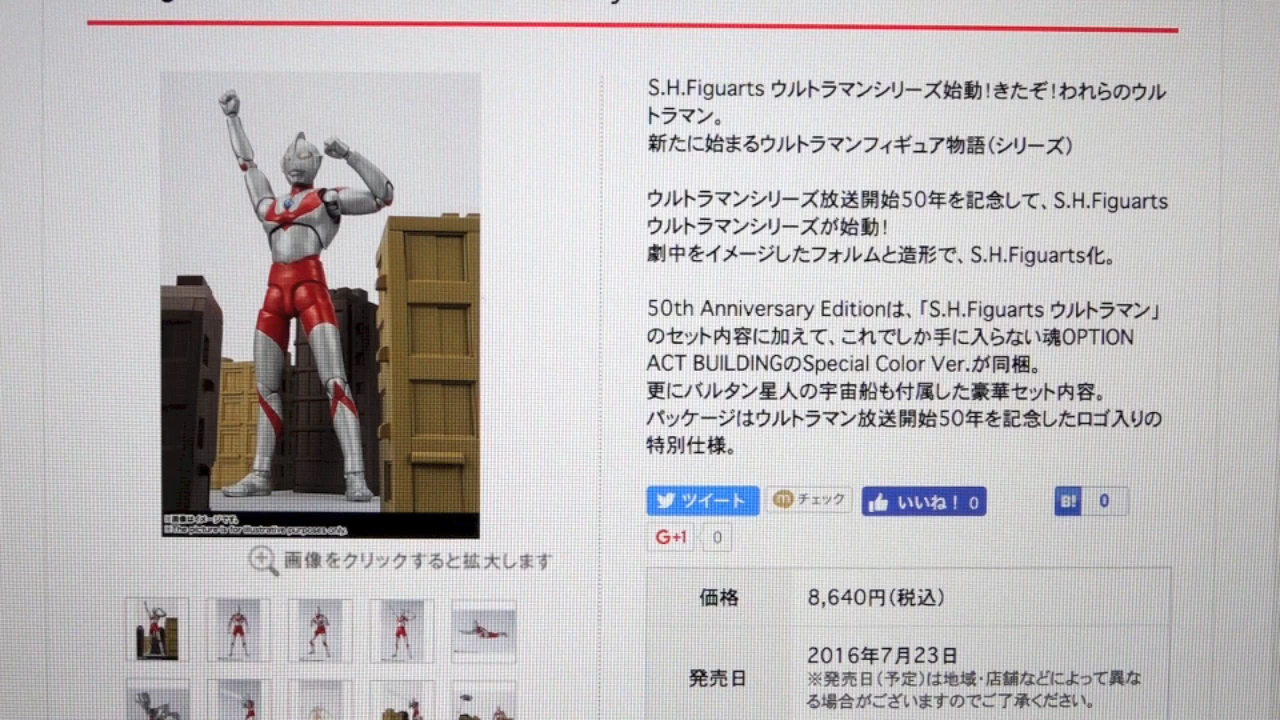 S.H.Figuarts ウルトラマンシリーズ始動！きたぞ！われらのウル
トラマン。
新たに始まるウルトラマンフィギュア物語（シリーズ）
ウルトラマンシリーズ放送開始50年を記念して、S.H.Figuarts
ウルトラマンシリーズが始動！
劇中をイメージしたフォルムと造形で、S.H.Figuarts化。
50th Anniversary Editionは、「S.H.Figuarts ウルトラマン」
のセット内容に加えて、これでしか手に入らない魂OPTION
ACT BUILDINGのSpecial Color Ver.が同梱。
更にバルタン星人の宇宙船も付属した豪華セット内容。
パッケージはウルトラマン放送開始50年を記念したロゴ入りの
特別仕様。
※画像はイメージです。
※The picture is for illustrative purposes only.
画像をクリックすると拡大します
ツイート
m チェック
いいね！ 0
B! 0
G+1 0
価格 8,640円（税込）
発売日 2016年7月23日
※発売日（予定）は地域・店舗などによって異な
る場合がございますのでご了承ください。